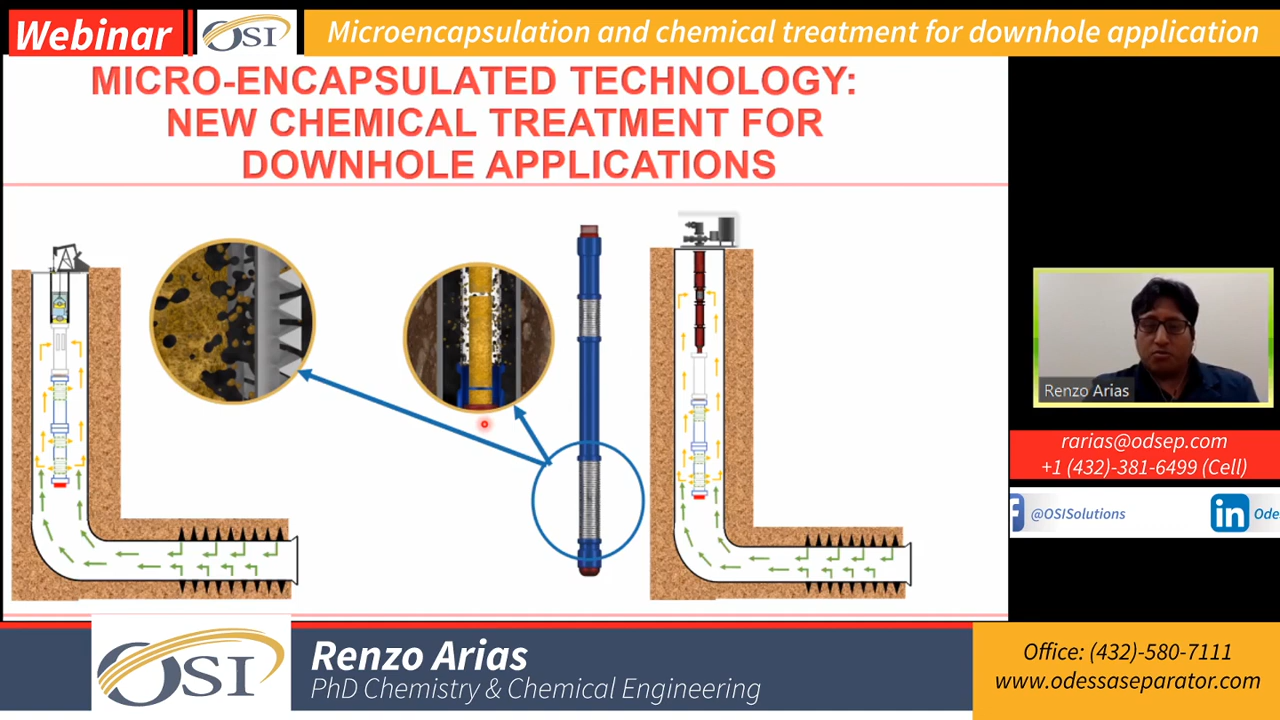 Webinar
OSI
Microencapsulation and chemical treatment for downhole application
MICRO-ENCAPSULATED TECHNOLOGY:
NEW CHEMICAL TREATMENT FOR
DOWNHOLE APPLICATIONS
Renzo Arias
rarias@odsep.com
+1 (432)-381-6499 (Cell)
@OSISolutions
in
Ode
OSI
Renzo Arias
PhD Chemistry & Chemical Engineering
Office: (432)-580-7111
www.odessaseparator.com